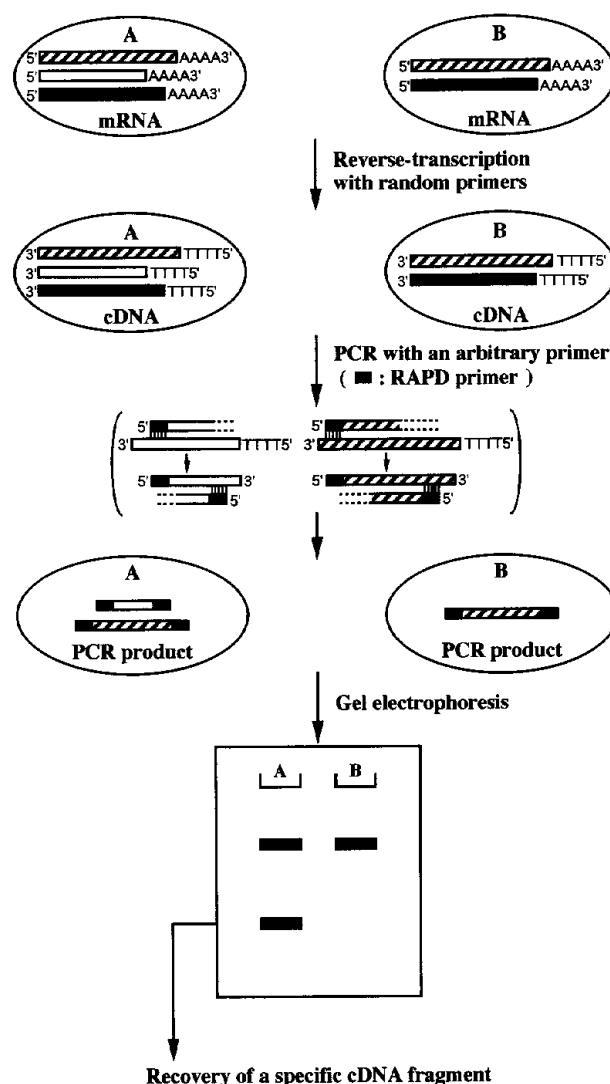 A
5' AAAA3'
5' AAAA3'
5' AAAA3'
mRNA
B
5' AAAA3'
5' AAAA3'
mRNA
Reverse-transcription
with random primers
A
3' TTTT5'
3' TTTT5'
3' TTTT5'
cDNA
B
3' TTTT5'
3' TTTT5'
cDNA
PCR with an arbitrary primer
( : RAPD primer )
5'
3' TTTT5'
5' 3'
5'
5'
3' TTTT5'
5' 3'
5'
A
PCR product
B
PCR product
Gel electrophoresis
A B
Recovery of a specific cDNA fragment